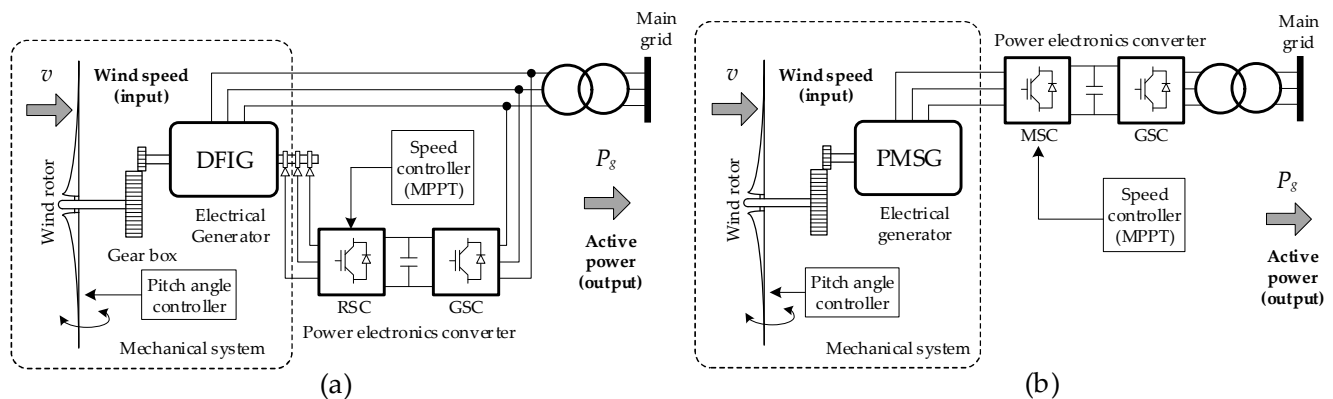 v
Wind speed
(input)
DFIG
Wind rotor
Gear box
Electrical
Generator
Pitch angle
controller
Mechanical system
Speed
controller
(MPPT)
RSC
GSC
Power electronics converter
Main
grid
Pg
Active
power
(output)
(a)
v
Wind speed
(input)
PMSG
Wind rotor
Electrical
generator
Pitch angle
controller
Mechanical system
Power electronics converter
MSC
GSC
Speed
controller
(MPPT)
Main
grid
Pg
Active
power
(output)
(b)